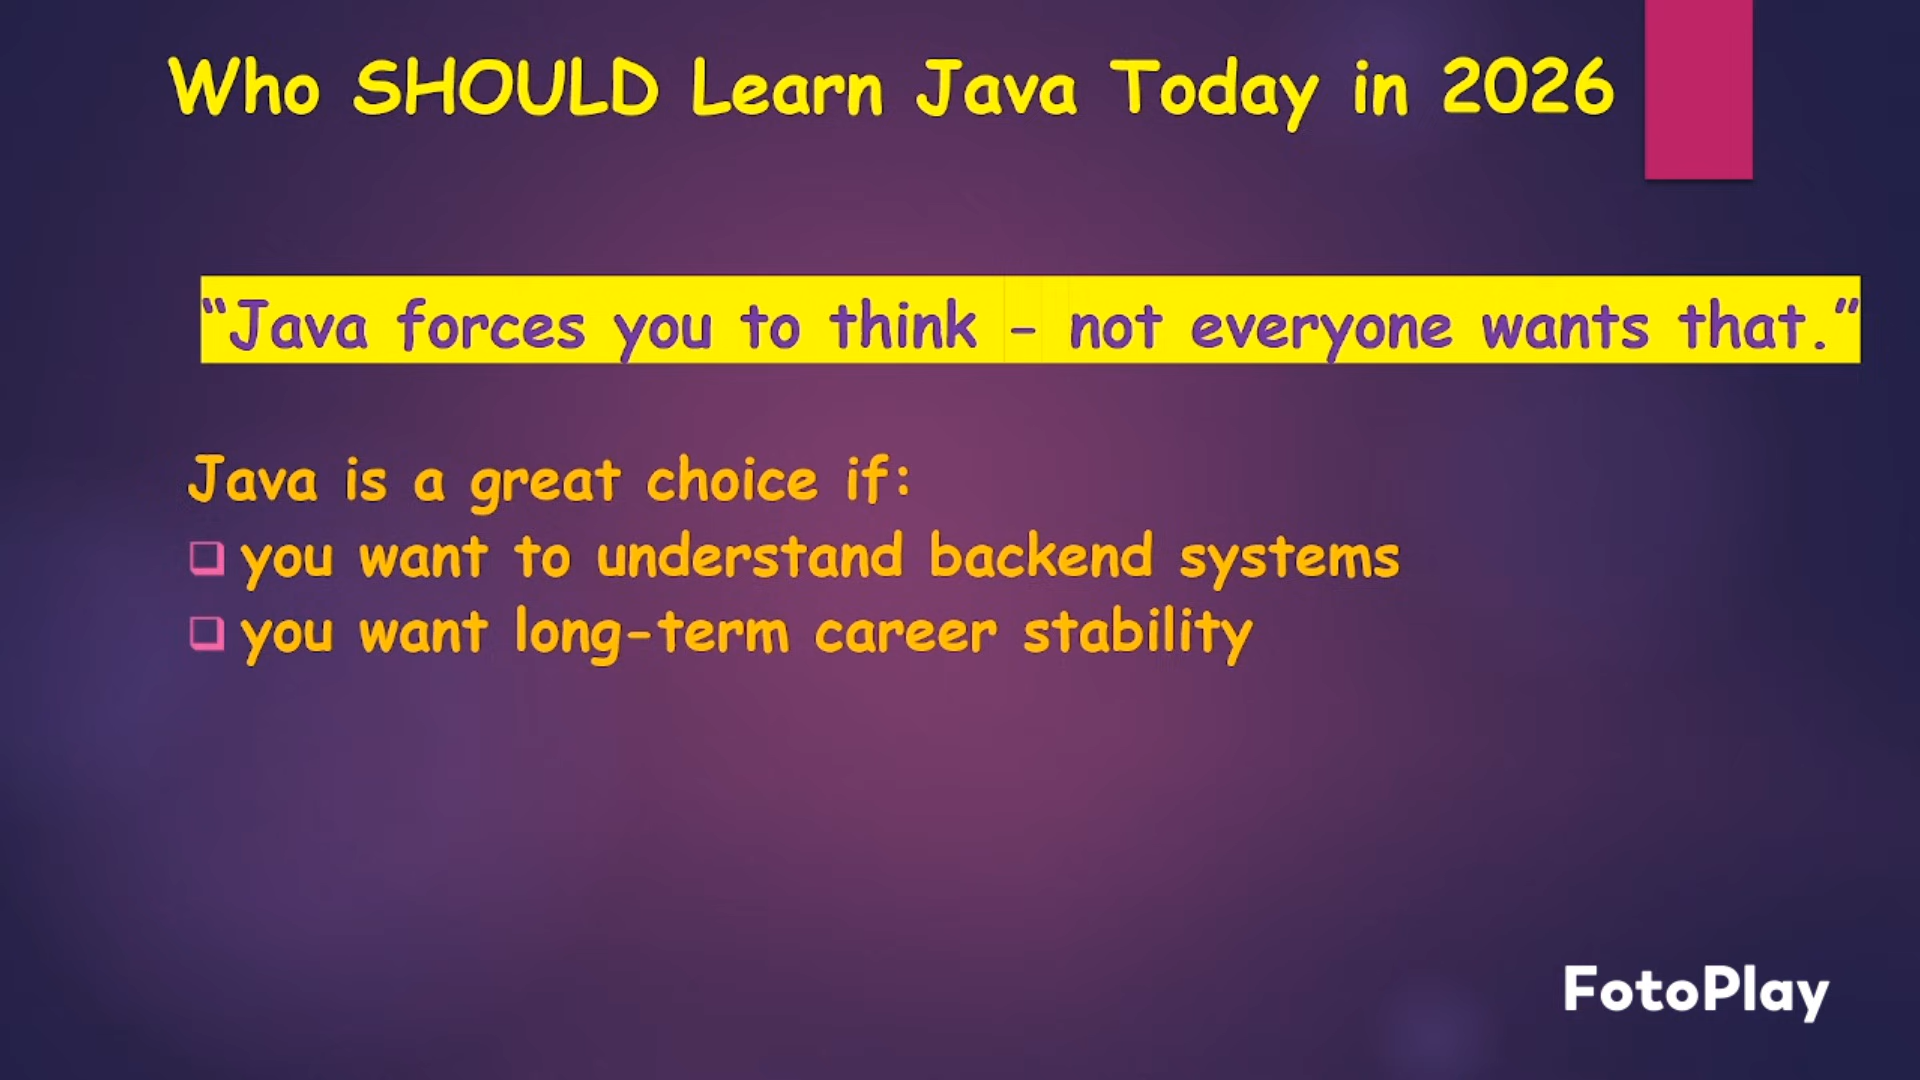 Who SHOULD Learn Java Today in 2026
“Java forces you to think – not everyone wants that.”
Java is a great choice if:
❑ you want to understand backend systems
❑ you want long-term career stability
FotoPlay